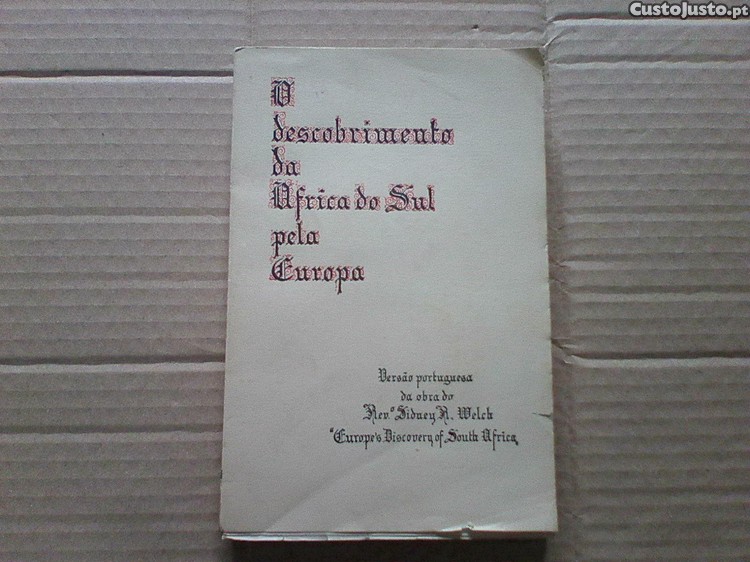 CustoJusto.pt
O
descobrimento
da
África do Sul
pela
Europa
Versão portuguesa
da obra do
Rev.º Sidney R. Welch
"Europe's Discovery of South Africa